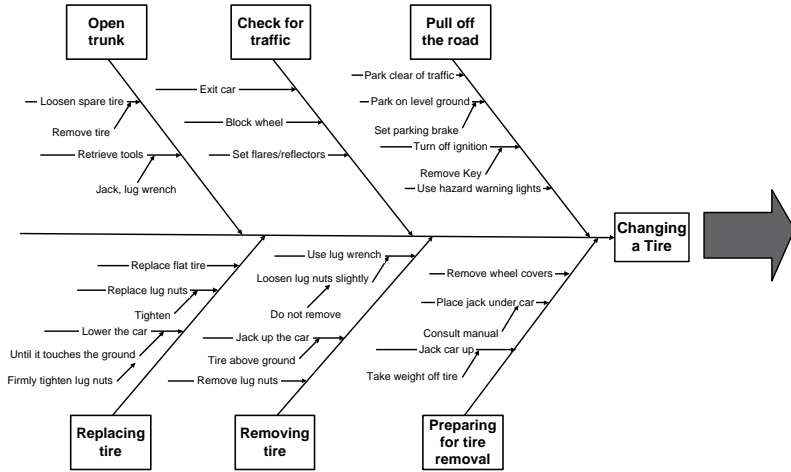 Open
trunk
Check for
traffic
Pull off
the road
Park clear of traffic
Loosen spare tire
Exit car
Park on level ground
Remove tire
Block wheel
Set parking brake
Retrieve tools
Set flares/reflectors
Turn off ignition
Jack, lug wrench
Remove Key
Use hazard warning lights
Changing
a Tire
Replace flat tire
Use lug wrench
Remove wheel covers
Replace lug nuts
Loosen lug nuts slightly
Place jack under car
Tighten
Do not remove
Lower the car
Jack up the car
Consult manual
Until it touches the ground
Tire above ground
Jack car up
Firmly tighten lug nuts
Remove lug nuts
Take weight off tire
Replacing
tire
Removing
tire
Preparing
for tire
removal